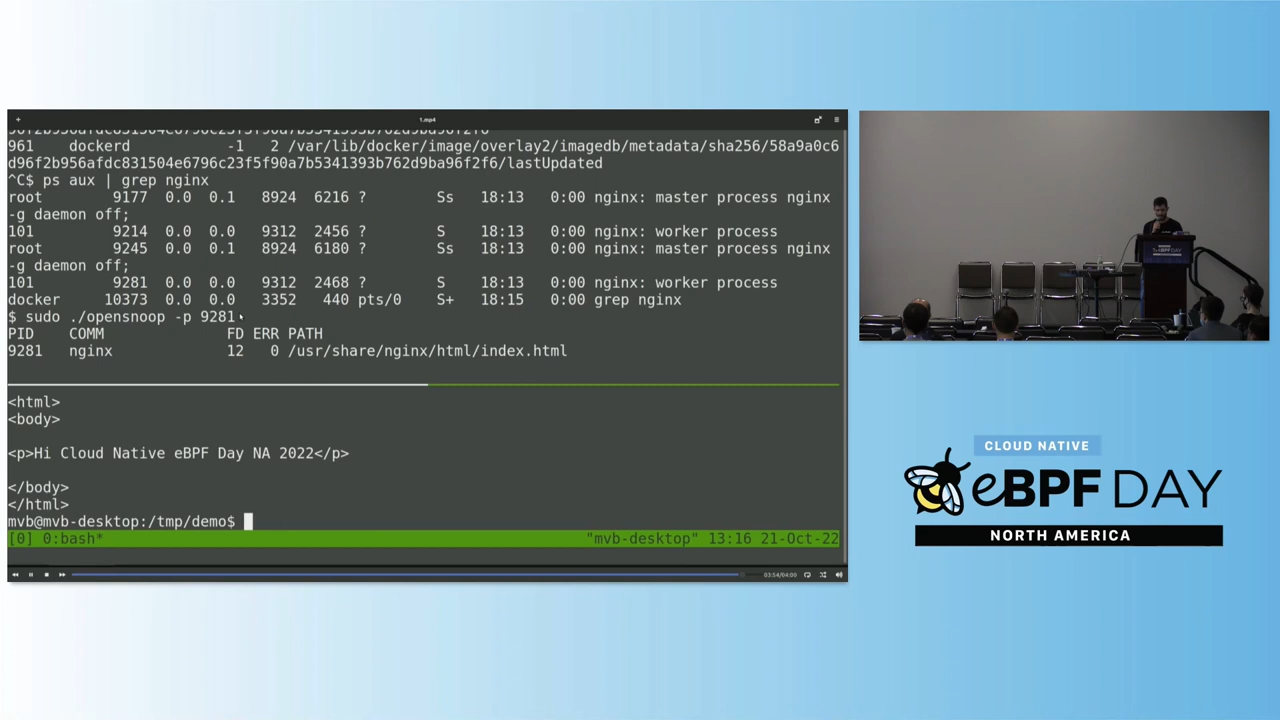 1.mp4
96f2b956afdc831504e6796c23f5f90a7b5341393b762d9ba96f2f6
961    dockerd           -1   2 /var/lib/docker/image/overlay2/imagedb/metadata/sha256/58a9a0c6
d96f2b956afdc831504e6796c23f5f90a7b5341393b762d9ba96f2f6/lastUpdated
^C$ ps aux | grep nginx
root        9177  0.0  0.1   8924  6216 ?        Ss   18:13   0:00 nginx: master process nginx
-g daemon off;
101         9214  0.0  0.0   9312  2456 ?        S    18:13   0:00 nginx: worker process
root        9245  0.0  0.1   8924  6180 ?        Ss   18:13   0:00 nginx: master process nginx
-g daemon off;
101         9281  0.0  0.0   9312  2468 ?        S    18:13   0:00 nginx: worker process
docker     10373  0.0  0.0   3352   440 pts/0    S+   18:15   0:00 grep nginx
$ sudo ./opensnoop -p 9281
PID    COMM              FD ERR PATH
9281   nginx             12   0 /usr/share/nginx/html/index.html
<html>
<body>
<p>Hi Cloud Native eBPF Day NA 2022</p>
</body>
</html>
mvb@mvb-desktop:/tmp/demo$
[0] 0:bash* "mvb-desktop" 13:16 21-Oct-22
03:54/04:09
CLOUD NATIVE
eBPF DAY
NORTH AMERICA